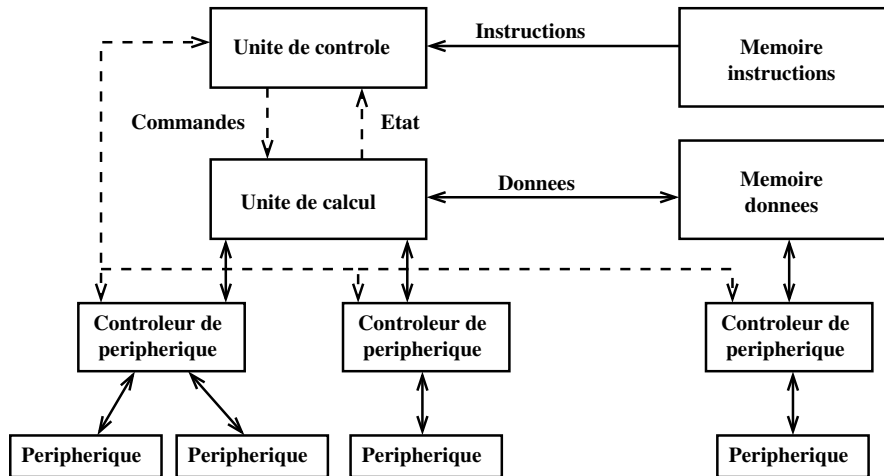 Unite de controle
Instructions
Memoire
instructions
Commandes
Etat
Unite de calcul
Donnees
Memoire
donnees
Controleur de
peripherique
Controleur de
peripherique
Controleur de
peripherique
Peripherique
Peripherique
Peripherique
Peripherique